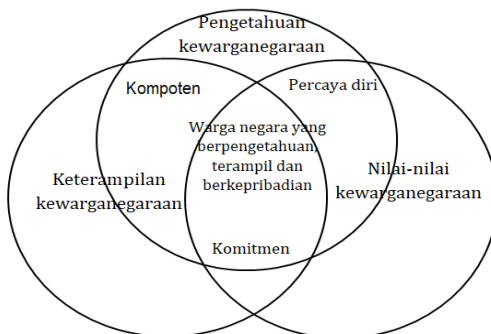 Pengetahuan
kewarganegaraan
Kompoten
Percaya diri
Warga negara yang
berpengetahuan,
terampil dan
berkepribadian
Keterampilan
kewarganegaraan
Nilai-nilai
kewarganegaraan
Komitmen